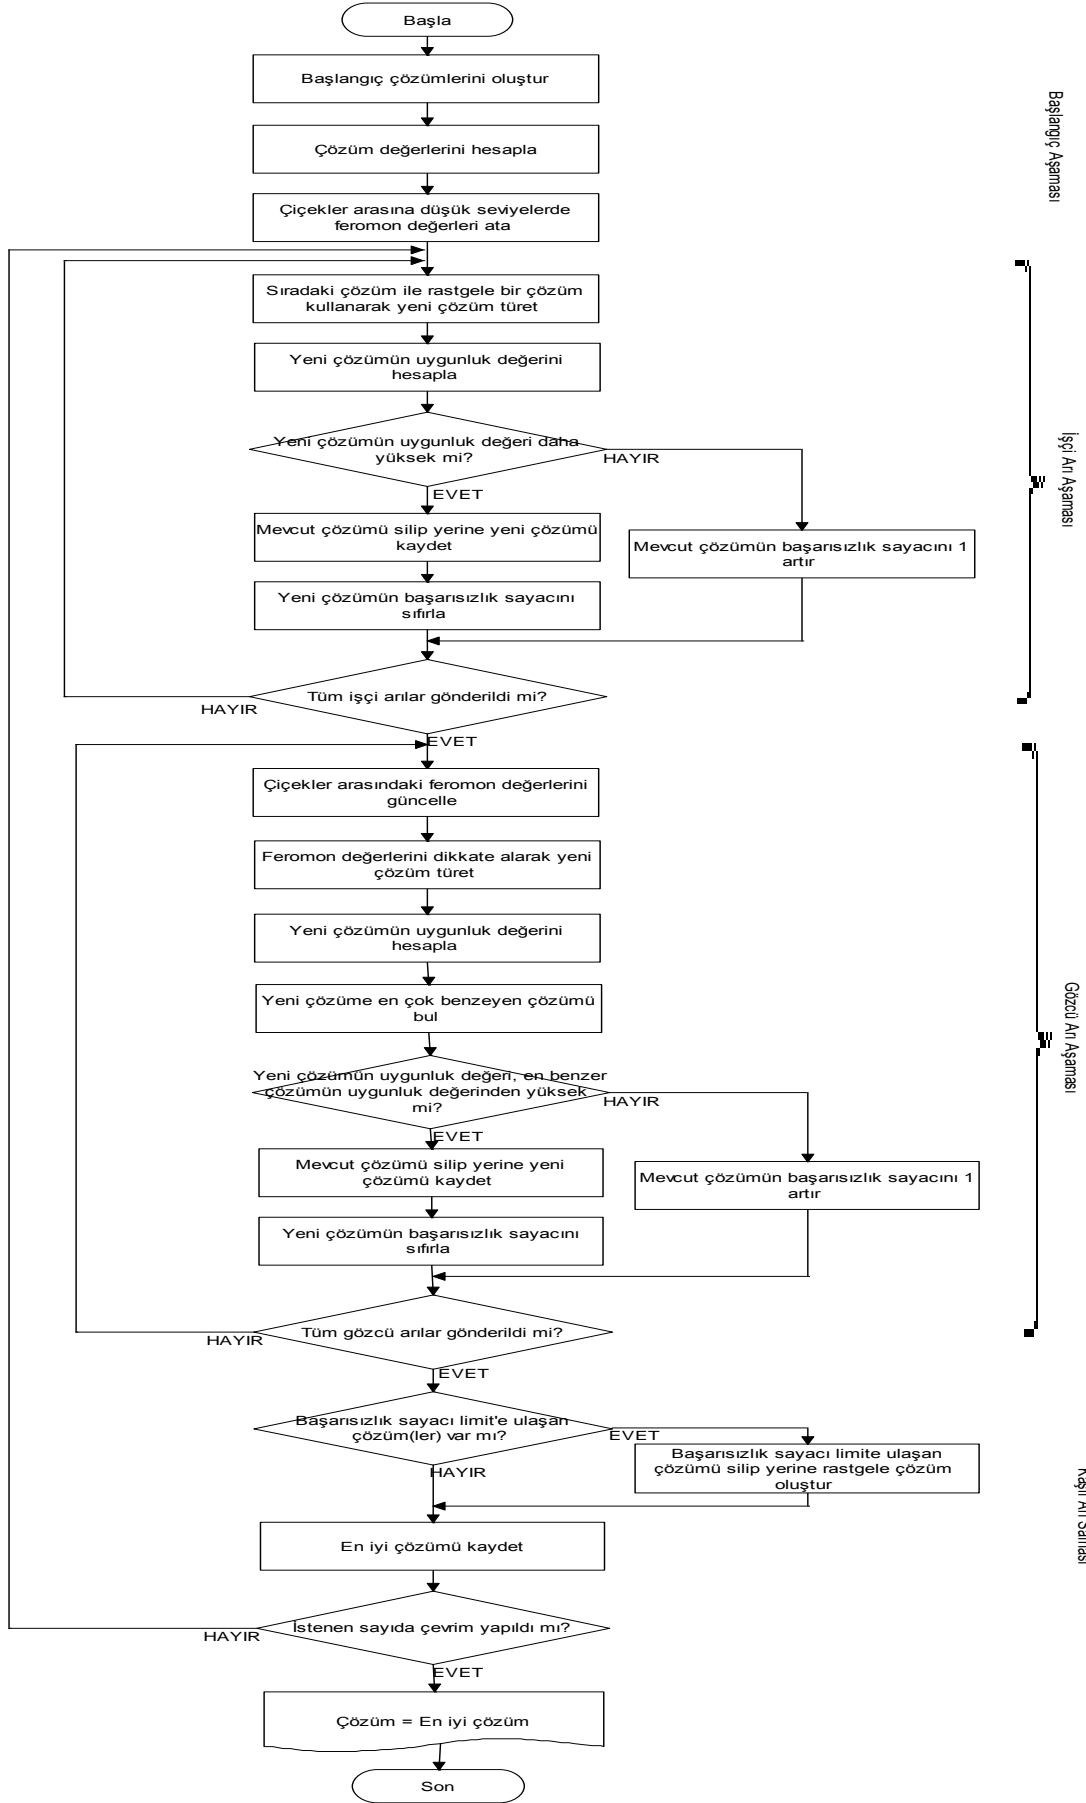 Başla
Başlangıç çözümlerini oluştur
Çözüm değerlerini hesapla
Çiçekler arasına düşük seviyelerde
feromon değerleri ata
Başlangıç Aşaması
Sıradaki çözüm ile rastgele bir çözüm
kullanarak yeni çözüm türet
Yeni çözümün uygunluk değerini
hesapla
Yeni çözümün uygunluk değeri daha
yüksek mi?
HAYIR
EVET
Mevcut çözümü silip yerine yeni çözümü
kaydet
Mevcut çözümün başarısızlık sayacını 1
artır
Yeni çözümün başarısızlık sayacını
sıfırla
Tüm işçi arılar gönderildi mi?
HAYIR
EVET
İşçi Arı Aşaması
Çiçekler arasındaki feromon değerlerini
güncelle
Feromon değerlerini dikkate alarak yeni
çözüm türet
Yeni çözümün uygunluk değerini
hesapla
Yeni çözüme en çok benzeyen çözümü
bul
Yeni çözümün uygunluk değeri, en benzer
çözümün uygunluk değerinden yüksek
mi?
HAYIR
EVET
Mevcut çözümü silip yerine yeni
çözümü kaydet
Mevcut çözümün başarısızlık sayacını 1
artır
Yeni çözümün başarısızlık sayacını
sıfırla
Tüm gözcü arılar gönderildi mi?
HAYIR
EVET
Gözcü Arı Aşaması
Başarısızlık sayacı limit'e ulaşan
çözüm(ler) var mı?
EVET
HAYIR
Başarısızlık sayacı limite ulaşan
çözümü silip yerine rastgele çözüm
oluştur
En iyi çözümü kaydet
İstenen sayıda çevrim yapıldı mı?
HAYIR
EVET
Çözüm = En iyi çözüm
Son